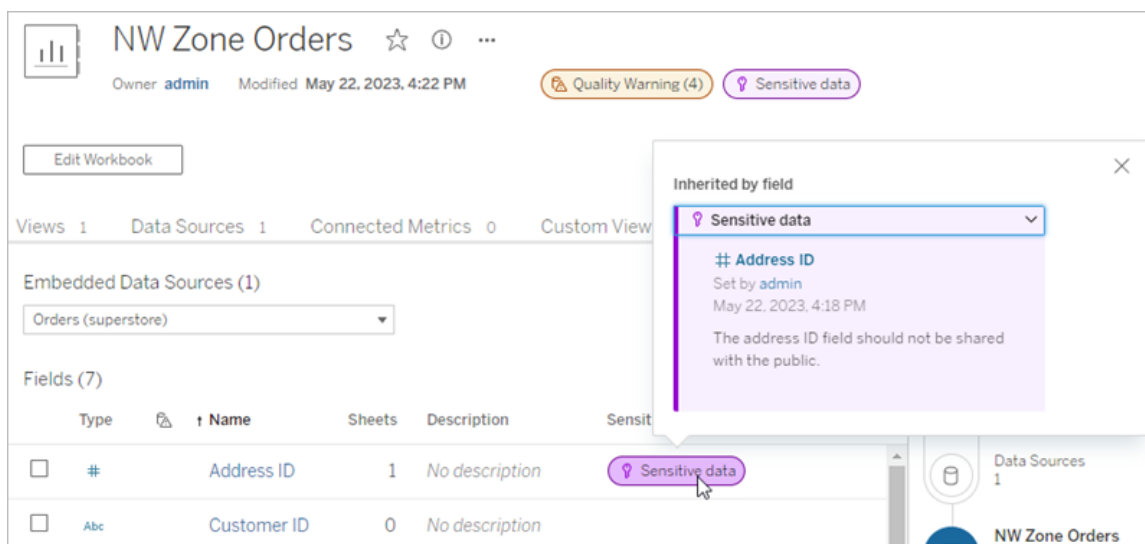 NW Zone Orders
Owner admin Modified May 22, 2023, 4:22 PM
Quality Warning (4)
Sensitive data
Edit Workbook
Views 1 Data Sources 1 Connected Metrics 0 Custom View
Embedded Data Sources (1)
Orders (superstore)
Fields (7)
Type ↑ Name Sheets Description Sensit
# Address ID 1 No description Sensitive data
Abc Customer ID 0 No description
Inherited by field
Sensitive data
# Address ID
Set by admin
May 22, 2023, 4:18 PM
The address ID field should not be shared
with the public.
Data Sources
1
NW Zone Orders